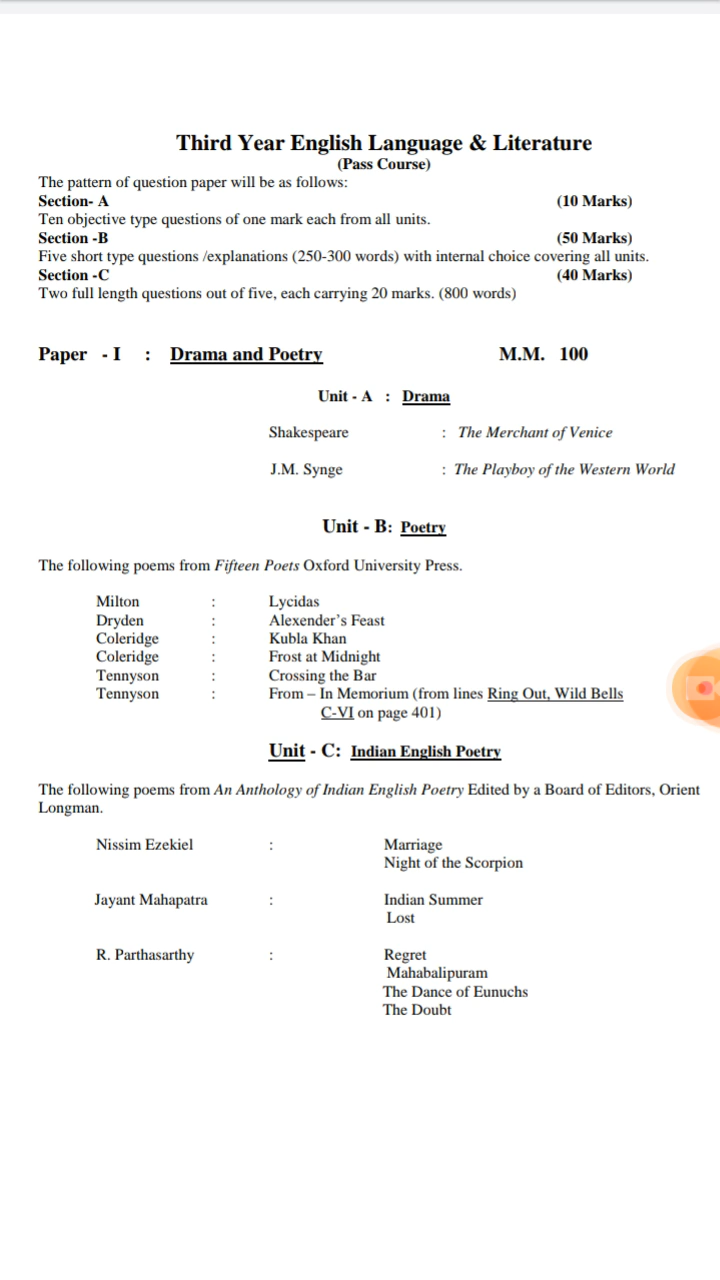 Third Year English Language & Literature
(Pass Course)
The pattern of question paper will be as follows:
Section- A (10 Marks)
Ten objective type questions of one mark each from all units.
Section -B (50 Marks)
Five short type questions /explanations (250-300 words) with internal choice covering all units.
Section -C (40 Marks)
Two full length questions out of five, each carrying 20 marks. (800 words)
Paper - I : Drama and Poetry M.M. 100
Unit - A : Drama
Shakespeare : The Merchant of Venice
J.M. Synge : The Playboy of the Western World
Unit - B: Poetry
The following poems from Fifteen Poets Oxford University Press.
Milton : Lycidas
Dryden : Alexender's Feast
Coleridge : Kubla Khan
Coleridge : Frost at Midnight
Tennyson : Crossing the Bar
Tennyson : From – In Memorium (from lines Ring Out, Wild Bells
C-VI on page 401)
Unit - C: Indian English Poetry
The following poems from An Anthology of Indian English Poetry Edited by a Board of Editors, Orient
Longman.
Nissim Ezekiel : Marriage
Night of the Scorpion
Jayant Mahapatra : Indian Summer
Lost
R. Parthasarthy : Regret
Mahabalipuram
The Dance of Eunuchs
The Doubt